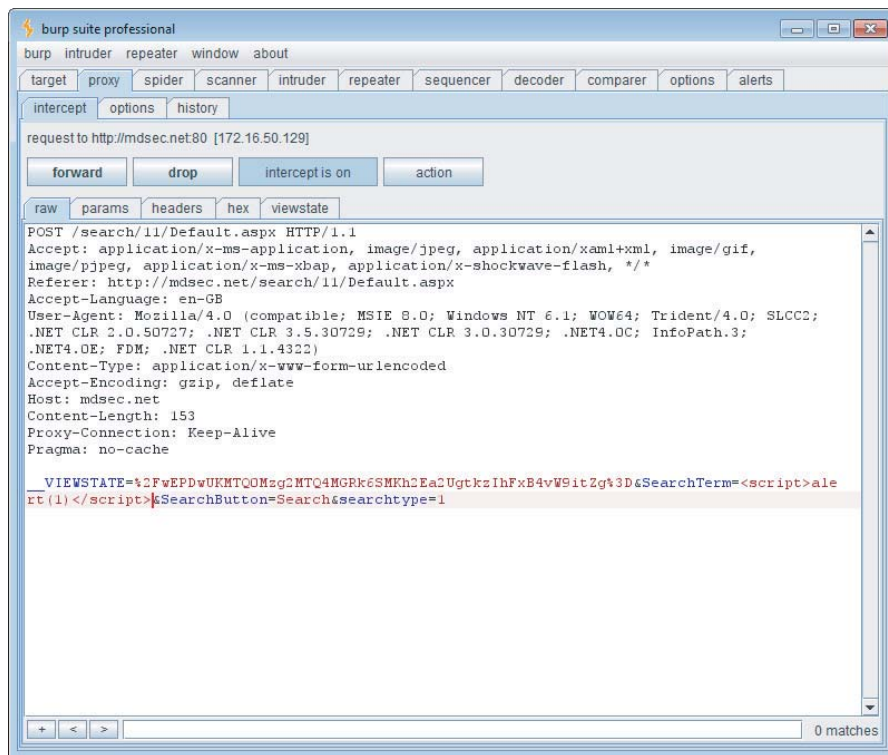 burp suite professional
burp intruder repeater window about
target proxy spider scanner intruder repeater sequencer decoder comparer options alerts
intercept options history
request to http://mdsec.net:80 [172.16.50.129]
forward drop intercept is on action
raw params headers hex viewstate
POST /search/11/Default.aspx HTTP/1.1
Accept: application/x-ms-application, image/jpeg, application/xaml+xml, image/gif,
image/pjpeg, application/x-ms-xbap, application/x-shockwave-flash, */*
Referer: http://mdsec.net/search/11/Default.aspx
Accept-Language: en-GB
User-Agent: Mozilla/4.0 (compatible; MSIE 8.0; Windows NT 6.1; WOW64; Trident/4.0; SLCC2;
.NET CLR 2.0.50727; .NET CLR 3.5.30729; .NET CLR 3.0.30729; .NET4.0C; InfoPath.3;
.NET4.0E; FDM; .NET CLR 1.1.4322)
Content-Type: application/x-www-form-urlencoded
Accept-Encoding: gzip, deflate
Host: mdsec.net
Content-Length: 153
Proxy-Connection: Keep-Alive
Pragma: no-cache
__VIEWSTATE=%2FwEPDwUKMTQ0Mzg2MTQ4MGRk6SMKh2Ea2UgtkzIhFxB4vW9itZg%3D&SearchTerm=<script>ale
rt(1)</script>&SearchButton=Search&searchtype=1
+ < > 0 matches